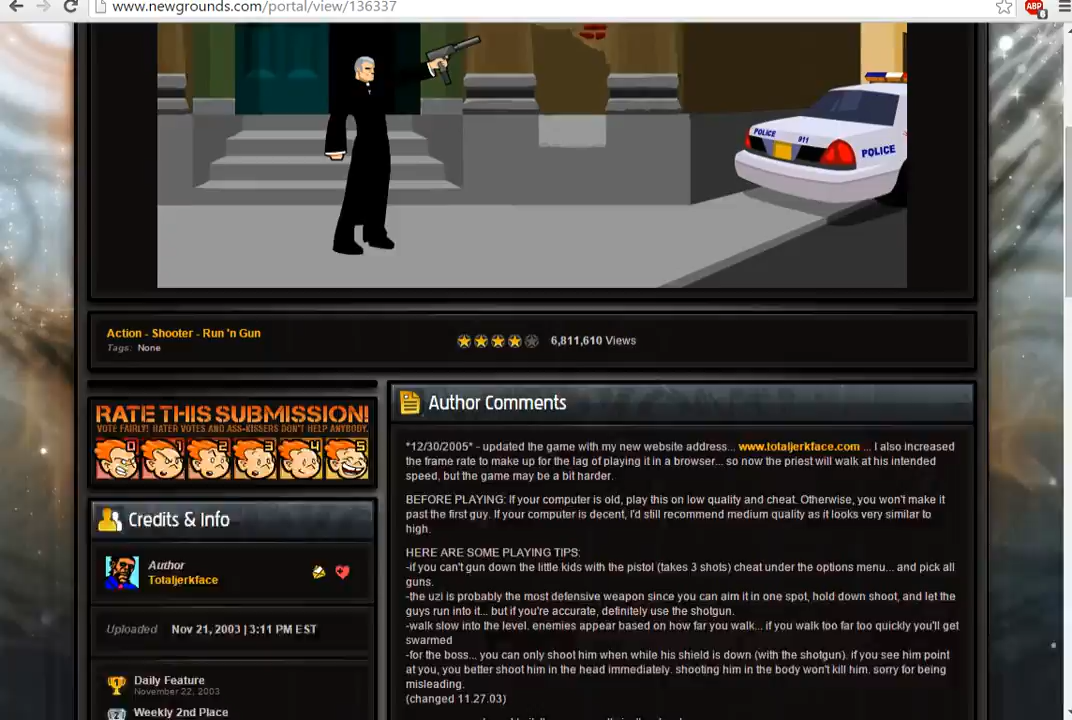 www.newgrounds.com/portal/view/136337
ABP
6
POLICE
911
POLICE
Action - Shooter - Run 'n Gun
Tags: None
6,811,610 Views
RATE THIS SUBMISSION!
VOTE FAIRLY! HATER VOTES AND ASS-KISSERS DON'T HELP ANYBODY.
0 1 2 3 4 5
Credits & Info
Author
Totaljerkface
Uploaded Nov 21, 2003 | 3:11 PM EST
Daily Feature
November 22, 2003
Weekly 2nd Place
Author Comments
*12/30/2005* - updated the game with my new website address... www.totaljerkface.com ... I also increased
the frame rate to make up for the lag of playing it in a browser... so now the priest will walk at his intended
speed, but the game may be a bit harder.
BEFORE PLAYING: If your computer is old, play this on low quality and cheat. Otherwise, you won't make it
past the first guy. If your computer is decent, I'd still recommend medium quality as it looks very similar to
high.
HERE ARE SOME PLAYING TIPS:
-if you can't gun down the little kids with the pistol (takes 3 shots) cheat under the options menu... and pick all
guns.
-the uzi is probably the most defensive weapon since you can aim it in one spot, hold down shoot, and let the
guys run into it... but if you're accurate, definitely use the shotgun.
-walk slow into the level. enemies appear based on how far you walk... if you walk too far too quickly you'll get
swarmed
-for the boss... you can only shoot him when while his shield is down (with the shotgun). if you see him point
at you, you better shoot him in the head immediately. shooting him in the body won't kill him. sorry for being
misleading.
(changed 11.27.03)